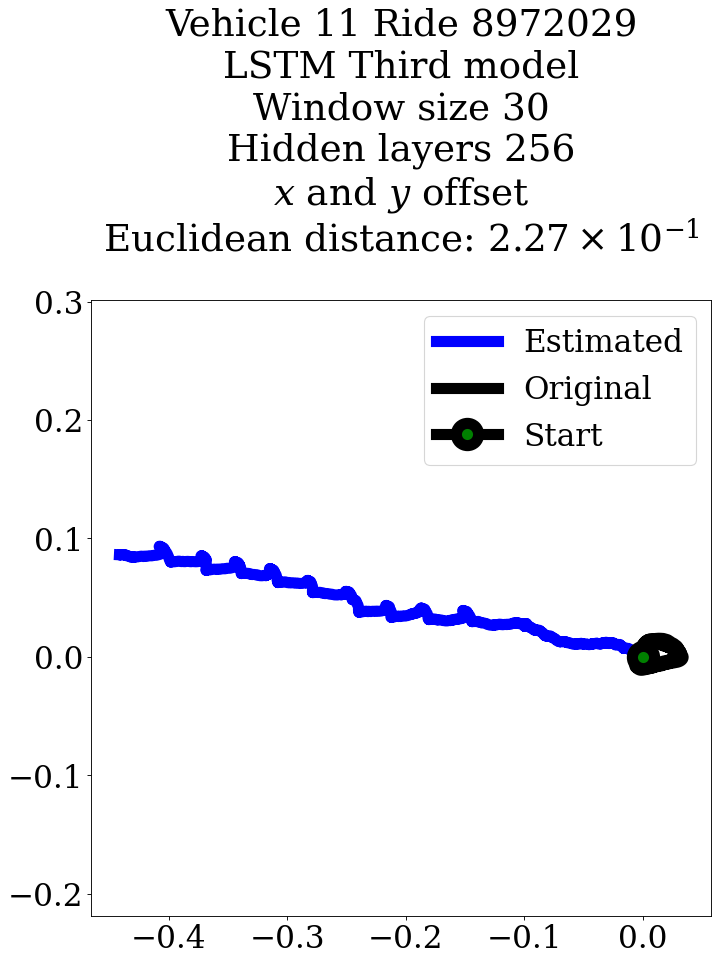 Vehicle 11 Ride 8972029
LSTM Third model
Window size 30
Hidden layers 256
x and y offset
Euclidean distance: 2.27 × 10⁻¹
0.3
Estimated
Original
0.2
Start
0.1
0.0
−0.1
−0.2
−0.4 −0.3 −0.2 −0.1 0.0